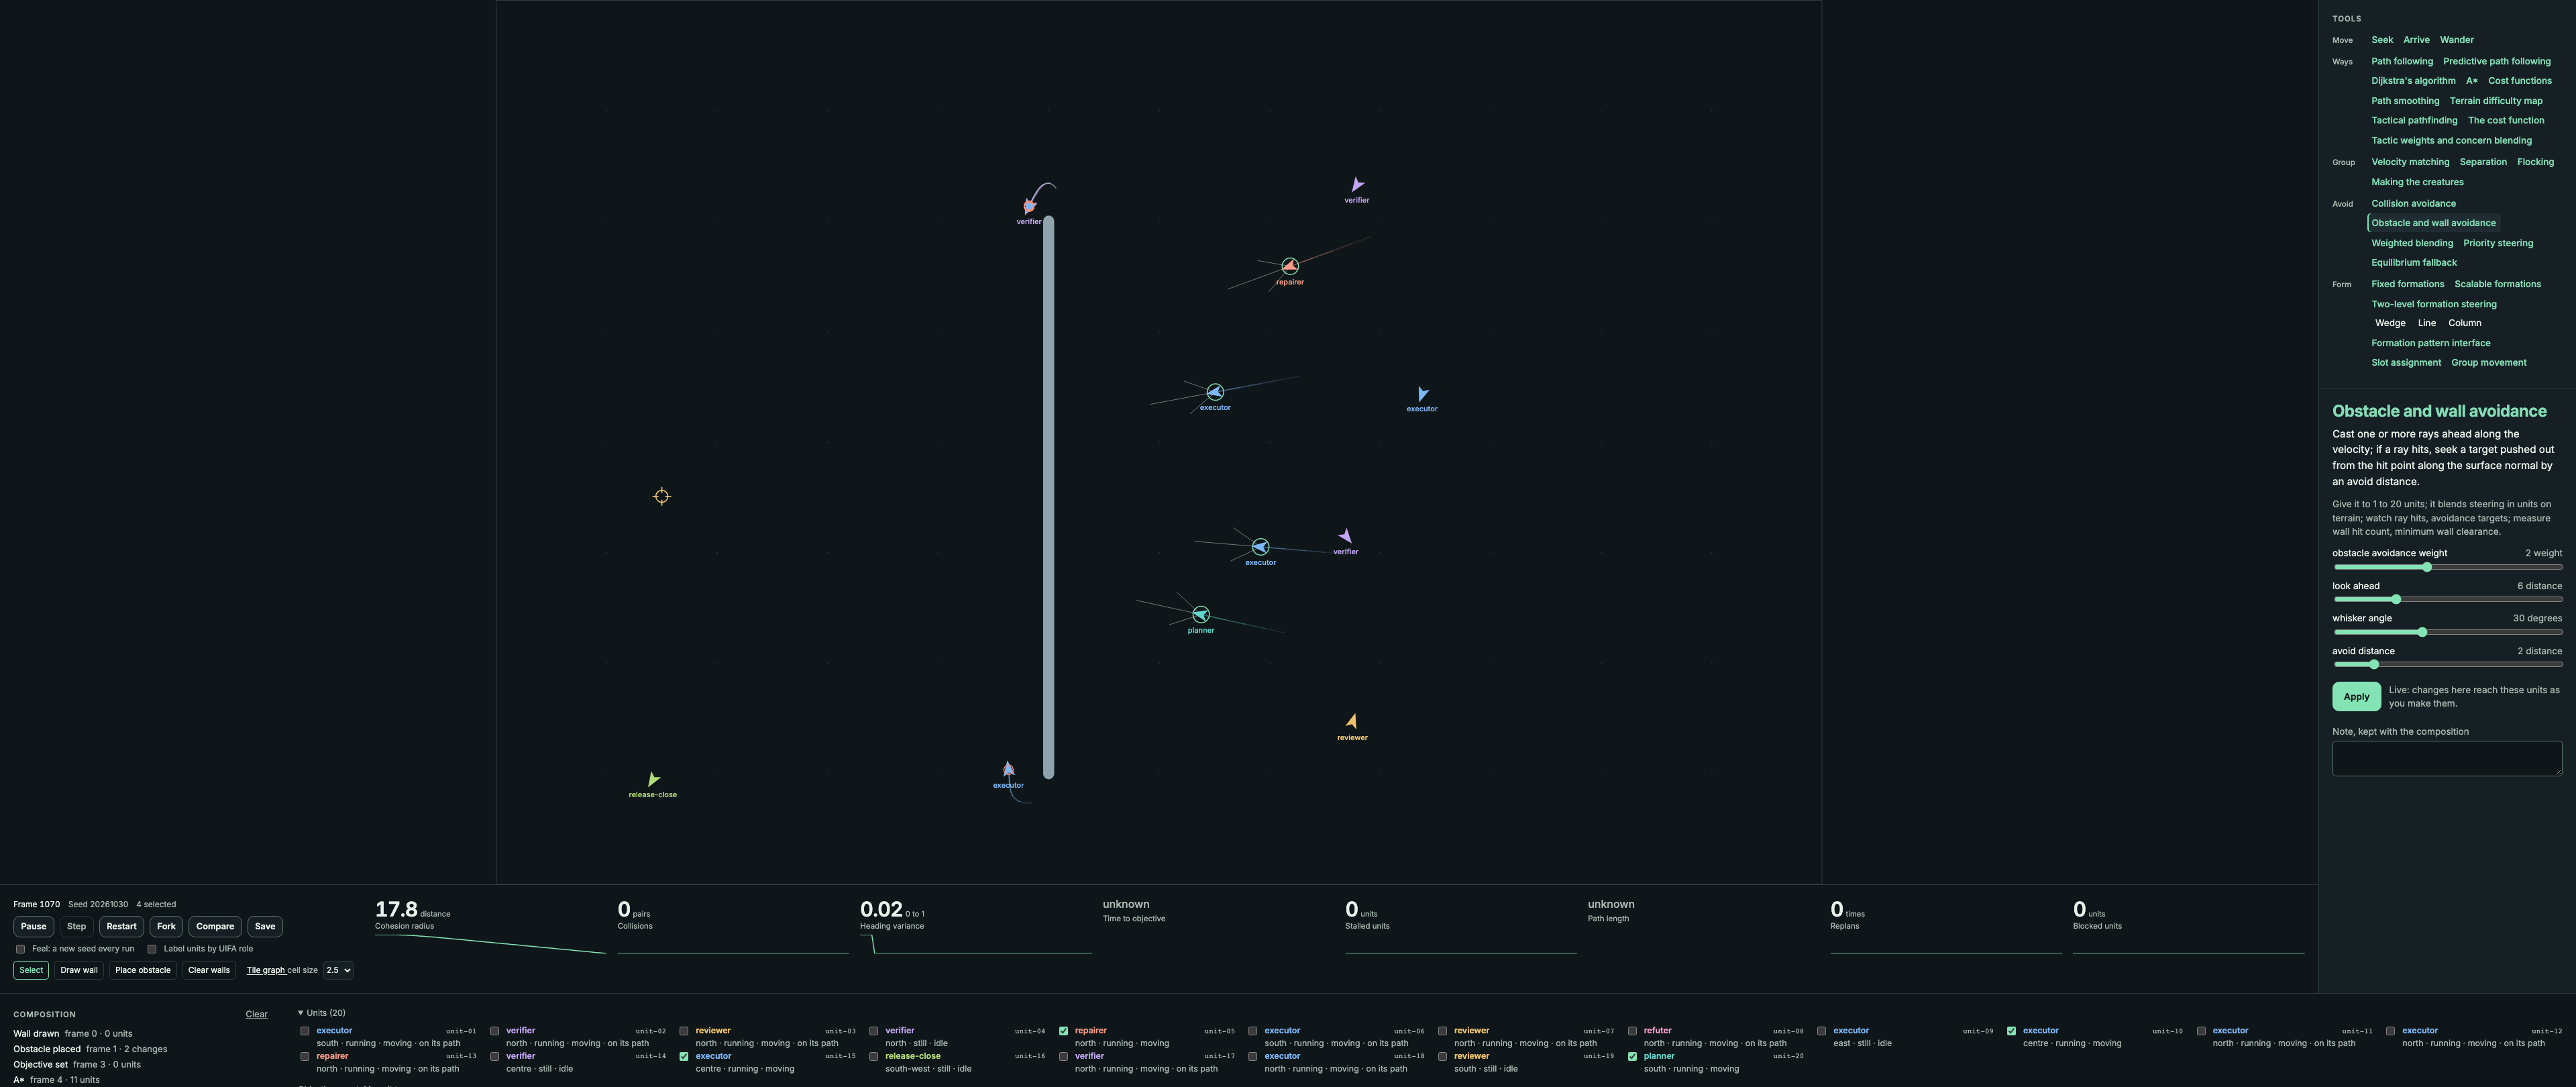 TOOLS
Move Seek Arrive Wander
Ways Path following Predictive path following
Dijkstra's algorithm A* Cost functions
Path smoothing Terrain difficulty map
Tactical pathfinding The cost function
Tactic weights and concern blending
Group Velocity matching Separation Flocking
Making the creatures
Avoid Collision avoidance
Obstacle and wall avoidance
Weighted blending Priority steering
Equilibrium fallback
Form Fixed formations Scalable formations
Two-level formation steering
Wedge Line Column
Formation pattern interface
Slot assignment Group movement
Obstacle and wall avoidance
Cast one or more rays ahead along the
velocity; if a ray hits, seek a target pushed out
from the hit point along the surface normal by
an avoid distance.
Give it to 1 to 20 units; it blends steering in units on
terrain; watch ray hits, avoidance targets; measure
wall hit count, minimum wall clearance.
obstacle avoidance weight 2 weight
look ahead 6 distance
whisker angle 30 degrees
avoid distance 2 distance
Apply Live: changes here reach these units as
you make them.
Note, kept with the composition
verifier
verifier
repairer
executor
executor
executor
verifier
planner
reviewer
executor
release-close
Frame 1070 Seed 20261030 4 selected
Pause Step Restart Fork Compare Save
Feel: a new seed every run Label units by UIFA role
Select Draw wall Place obstacle Clear walls Tile graph cell size 2.5
17.8 distance
Cohesion radius
0 pairs
Collisions
0.02 0 to 1
Heading variance
unknown
Time to objective
0 units
Stalled units
unknown
Path length
0 times
Replans
0 units
Blocked units
COMPOSITION Clear
Wall drawn frame 0 · 0 units
Obstacle placed frame 1 · 2 changes
Objective set frame 3 · 0 units
A* frame 4 · 11 units
▼ Units (20)
executor unit-01
south · running · moving · on its path
verifier unit-02
north · running · moving · on its path
reviewer unit-03
north · running · moving · on its path
verifier unit-04
north · still · idle
repairer unit-05
north · running · moving
executor unit-06
south · running · moving · on its path
reviewer unit-07
north · running · moving · on its path
refuter unit-08
north · running · moving · on its path
executor unit-09
east · still · idle
executor unit-10
centre · running · moving
executor unit-11
north · running · moving · on its path
executor unit-12
north · running · moving · on its path
repairer unit-13
north · running · moving · on its path
verifier unit-14
centre · still · idle
executor unit-15
centre · running · moving
release-close unit-16
south-west · still · idle
verifier unit-17
north · running · moving · on its path
executor unit-18
north · running · moving · on its path
reviewer unit-19
south · still · idle
planner unit-20
south · running · moving